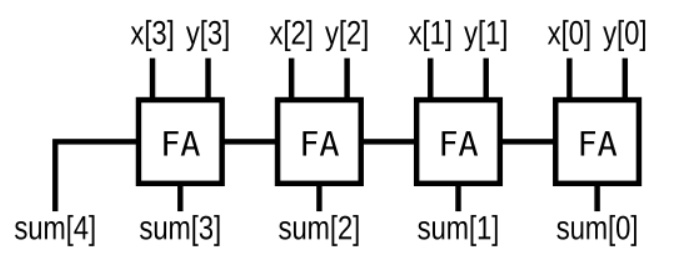 x[3] y[3] x[2] y[2] x[1] y[1] x[0] y[0]
FA FA FA FA
sum[4] sum[3] sum[2] sum[1] sum[0]